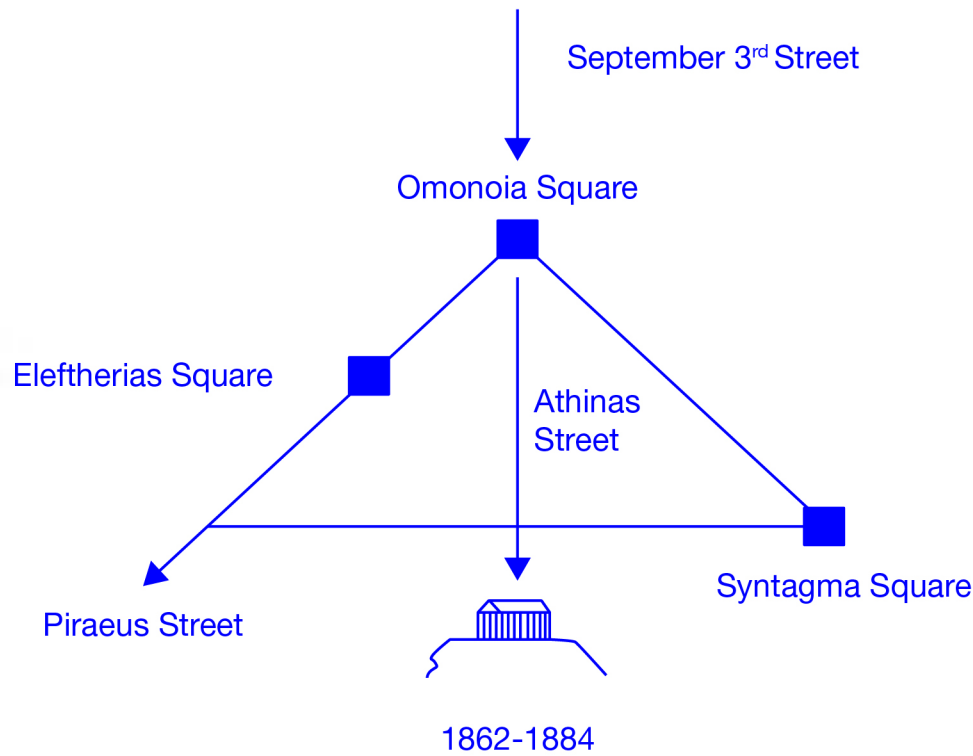 September 3rd Street
Omonoia Square
Eleftherias Square
Athinas
Street
Syntagma Square
Piraeus Street
1862-1884